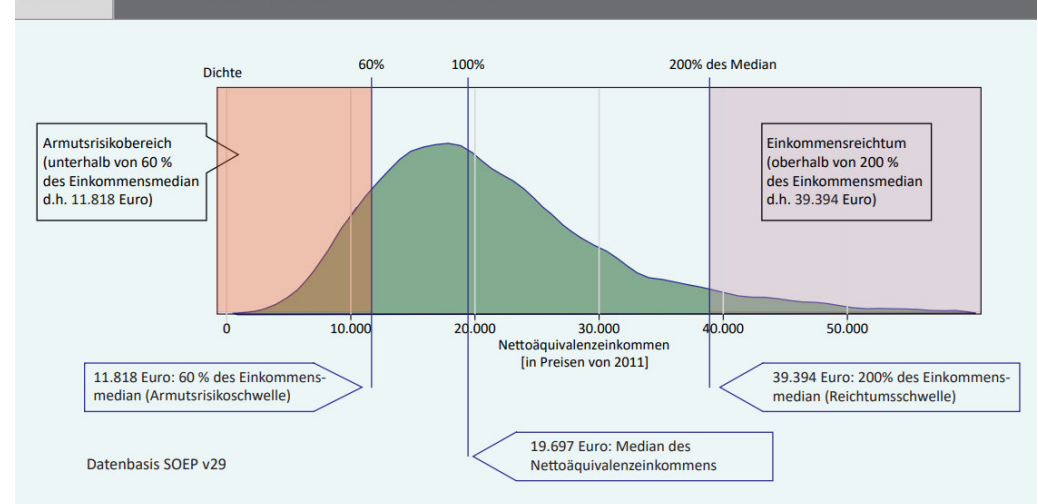 60%
100%
200% des Median
Dichte
Armutsrisikobereich
(unterhalb von 60 %
des Einkommensmedian
d.h. 11.818 Euro)
Einkommensreichtum
(oberhalb von 200 %
des Einkommensmedian
d.h. 39.394 Euro)
0
10.000
20.000
30.000
40.000
50.000
Nettoäquivalenzeinkommen
[in Preisen von 2011]
11.818 Euro: 60 % des Einkommens-
median (Armutsrisikoschwelle)
39.394 Euro: 200% des Einkommens-
median (Reichtumsschwelle)
19.697 Euro: Median des
Nettoäquivalenzeinkommens
Datenbasis SOEP v29